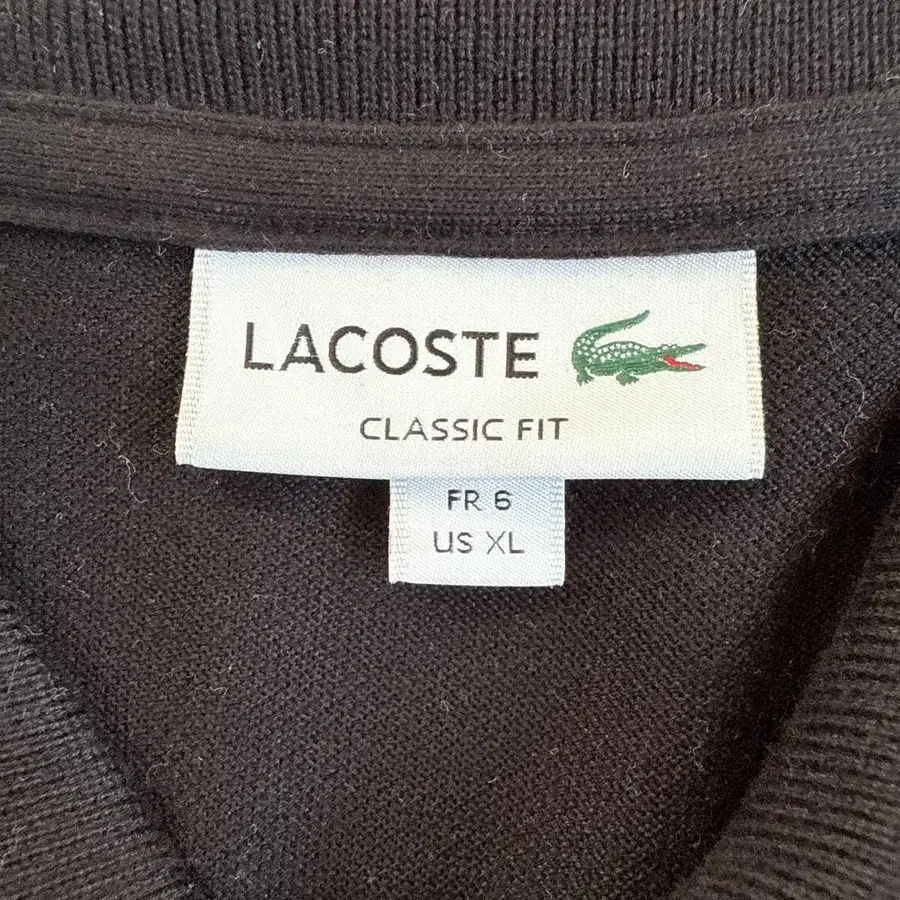 LACOSTE
CLASSIC FIT
FR 6
US XL